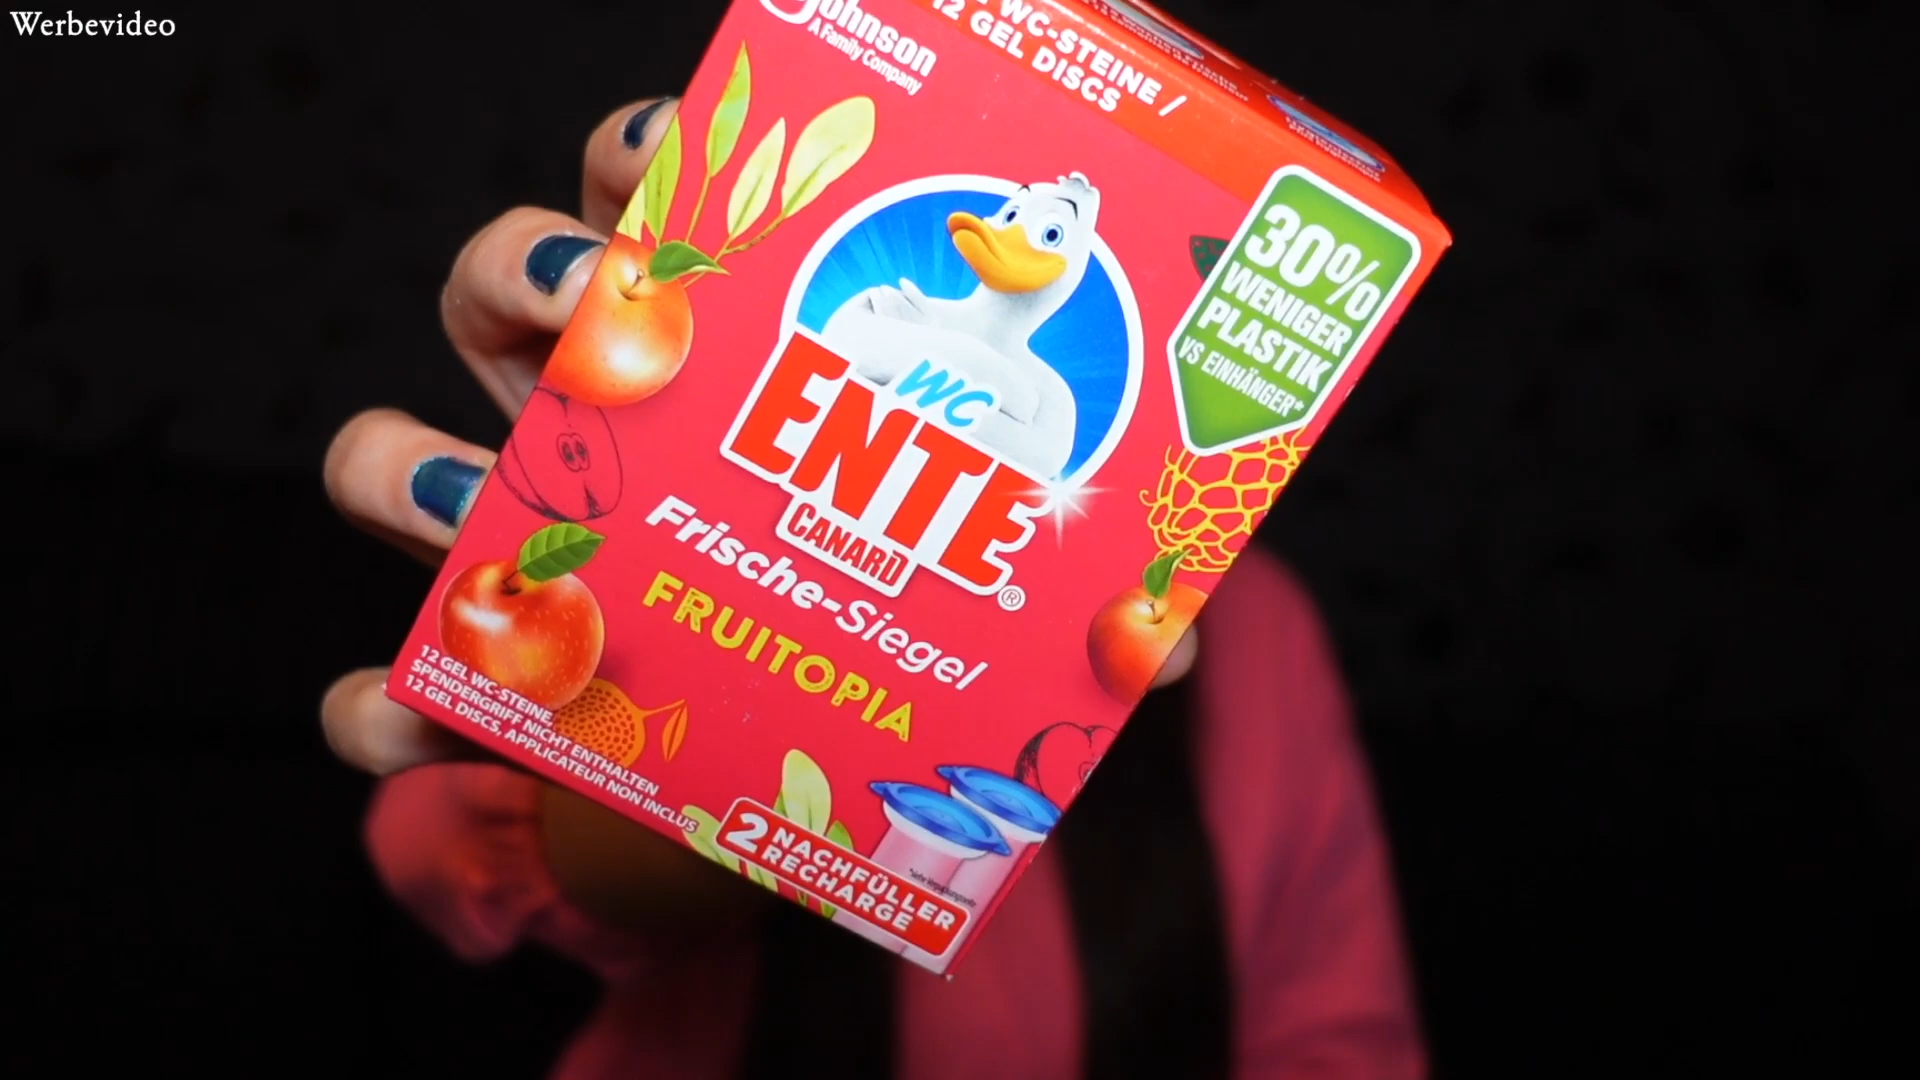 Werbevideo
Johnson
A Family Company
WC-STEINE /
12 GEL DISCS
30%
WENIGER
PLASTIK
VS EINHÄNGER*
WC
ENTE
CANARD
®
Frische-Siegel
FRUITOPIA
12 GEL WC-STEINE,
SPENDERGRIFF NICHT ENTHALTEN
12 GEL DISCS, APPLICATEUR NON INCLUS
2 NACHFÜLLER
RECHARGE